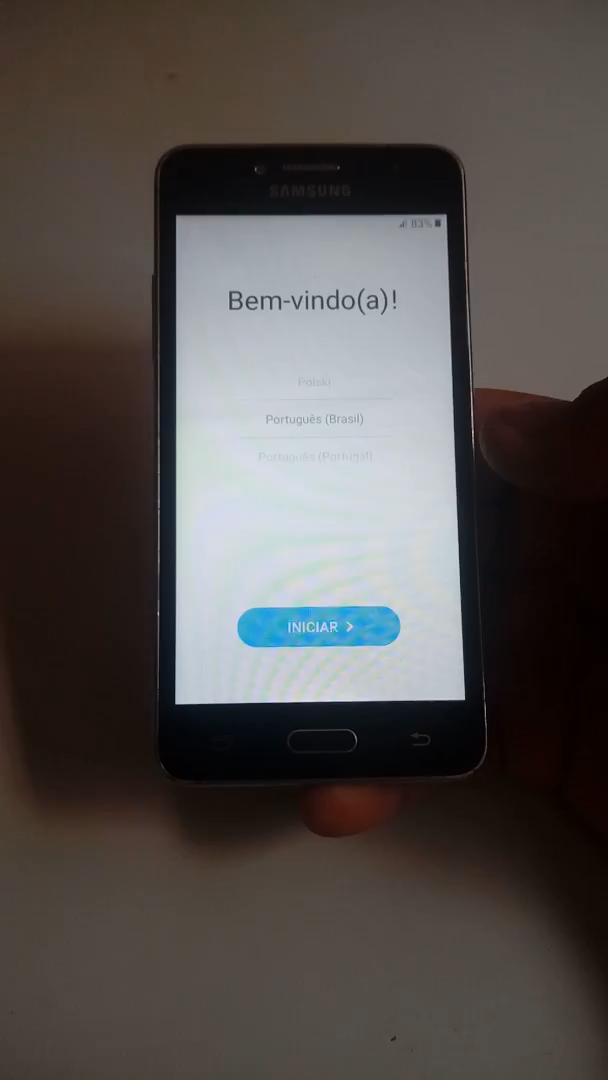 SAMSUNG
83%
Bem-vindo(a)!
Polski
Português (Brasil)
Português (Portugal)
INICIAR